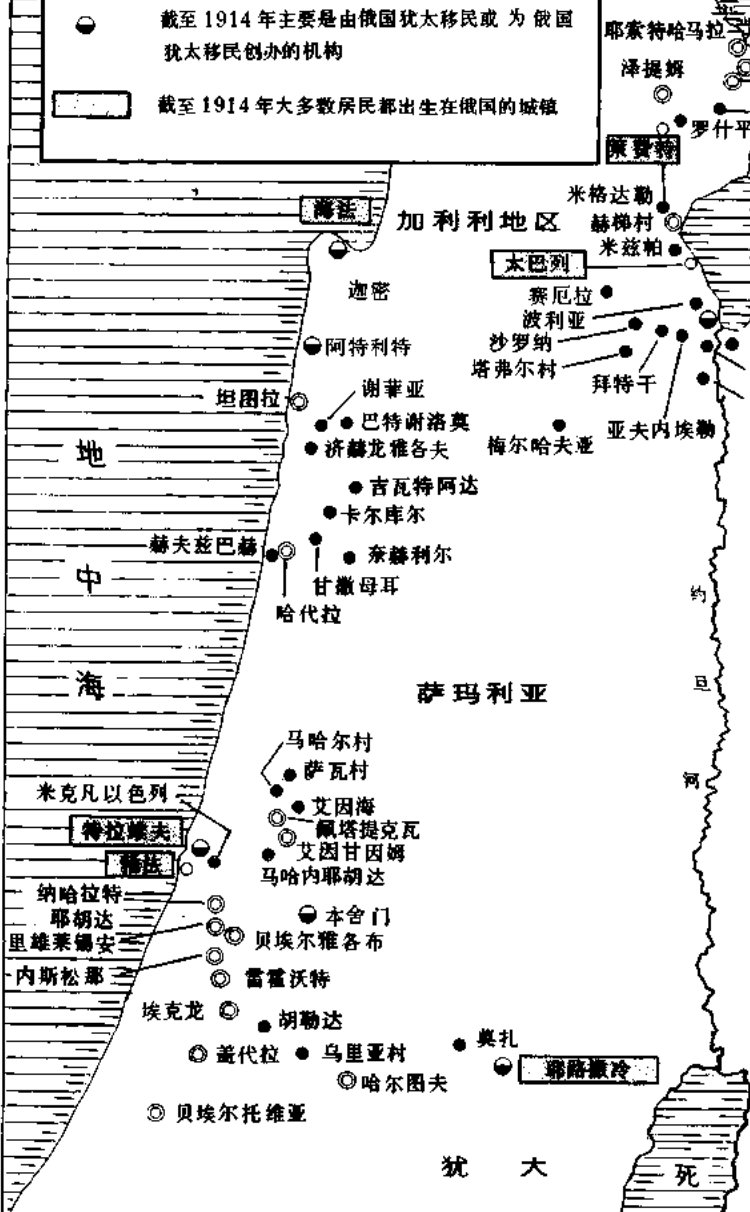 截至1914年主要是由俄国犹太移民或为俄国
犹太移民创办的机构
截至1914年大多数居民都出生在俄国的城镇
耶索特哈马拉
泽提姆
罗什平
米格达勒
赫梯村
米兹帕
海法
加利利地区
太巴列
迦密
赛厄拉
波利亚
沙罗纳
塔弗尔村
拜特干
亚夫内埃勒
阿特利特
坦图拉
谢菲亚
巴特谢洛莫
济赫龙雅各夫
梅尔哈夫亚
吉瓦特阿达
卡尔库尔
赫夫兹巴赫
奈赫利尔
甘撒母耳
哈代拉
地
中
海
约
旦
河
萨玛利亚
马哈尔村
萨瓦村
米克凡以色列
艾因海
佩塔提克瓦
特拉维夫
艾因甘因姆
马哈内耶胡达
纳哈拉特
耶胡达
里雄莱锡安
本舍门
贝埃尔雅各布
内斯松那
雷霍沃特
埃克龙
胡勒达
盖代拉
乌里亚村
莫扎
耶路撒冷
哈尔图夫
贝埃尔托维亚
犹大
死